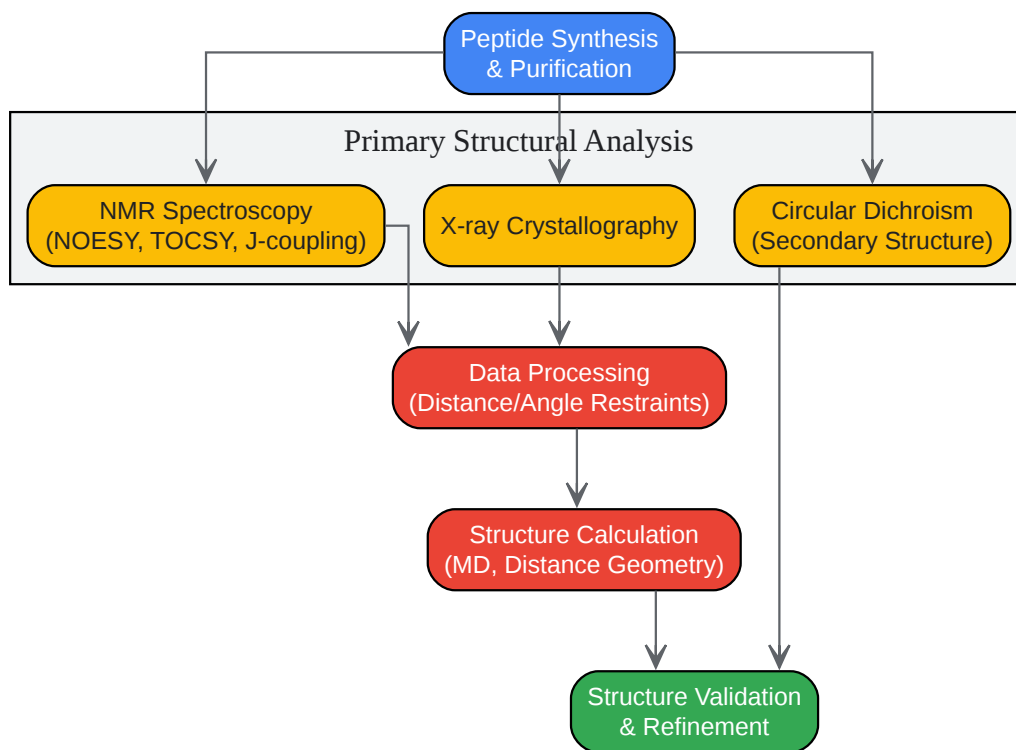 Peptide Synthesis
& Purification
Primary Structural Analysis
NMR Spectroscopy
(NOESY, TOCSY, J-coupling)
X-ray Crystallography
Circular Dichroism
(Secondary Structure)
Data Processing
(Distance/Angle Restraints)
Structure Calculation
(MD, Distance Geometry)
Structure Validation
& Refinement